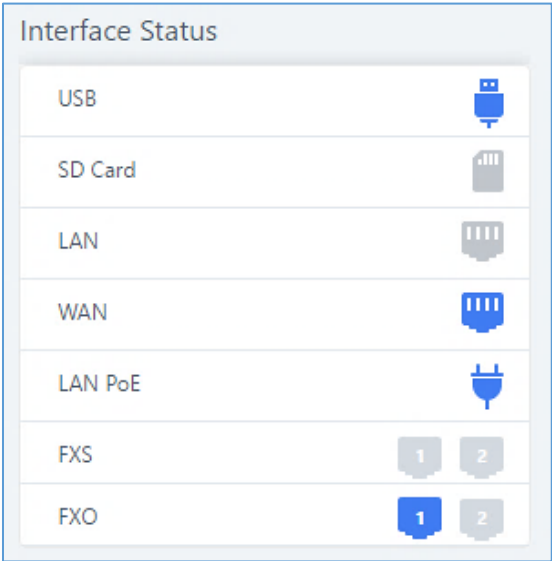 Interface Status
USB
SD Card
LAN
WAN
LAN PoE
FXS 1 2
FXO 1 2